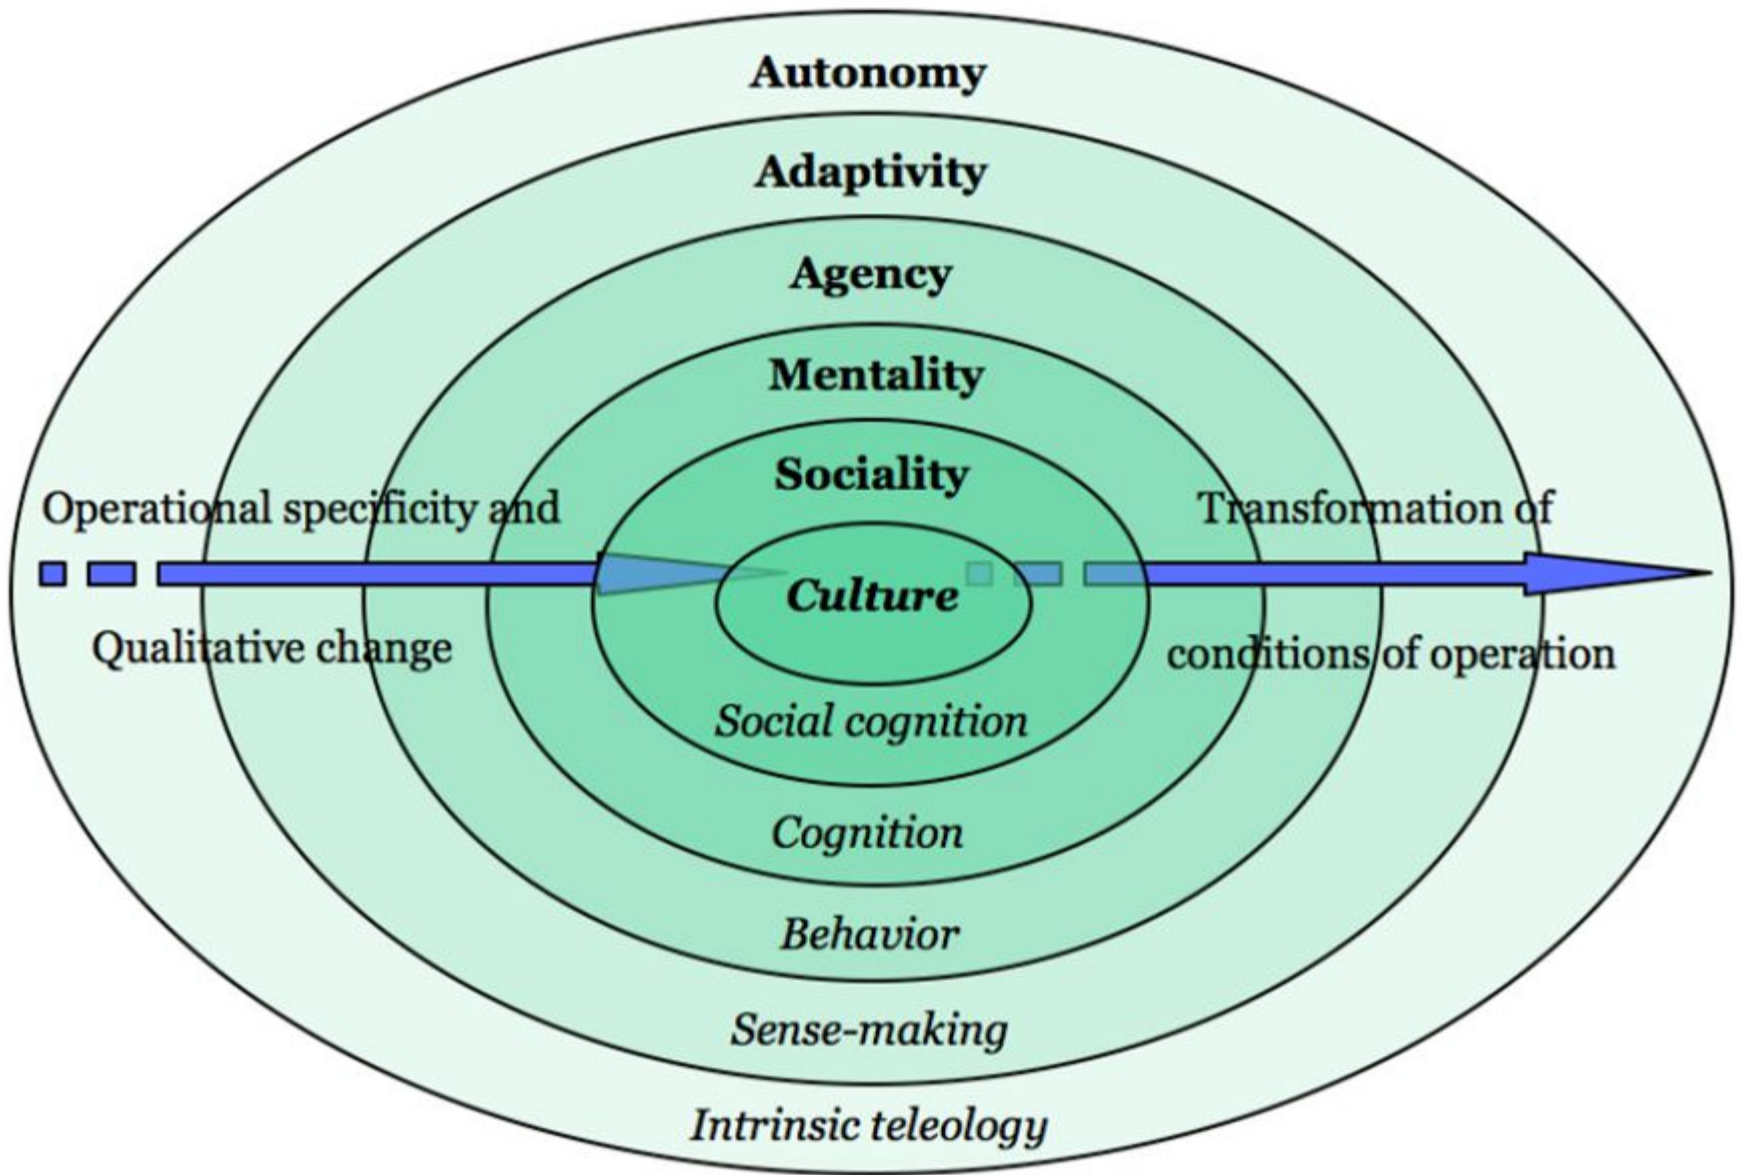 Autonomy
Adaptivity
Agency
Mentality
Sociality
Operational specificity and
Transformation of
Culture
Qualitative change
conditions of operation
Social cognition
Cognition
Behavior
Sense-making
Intrinsic teleology